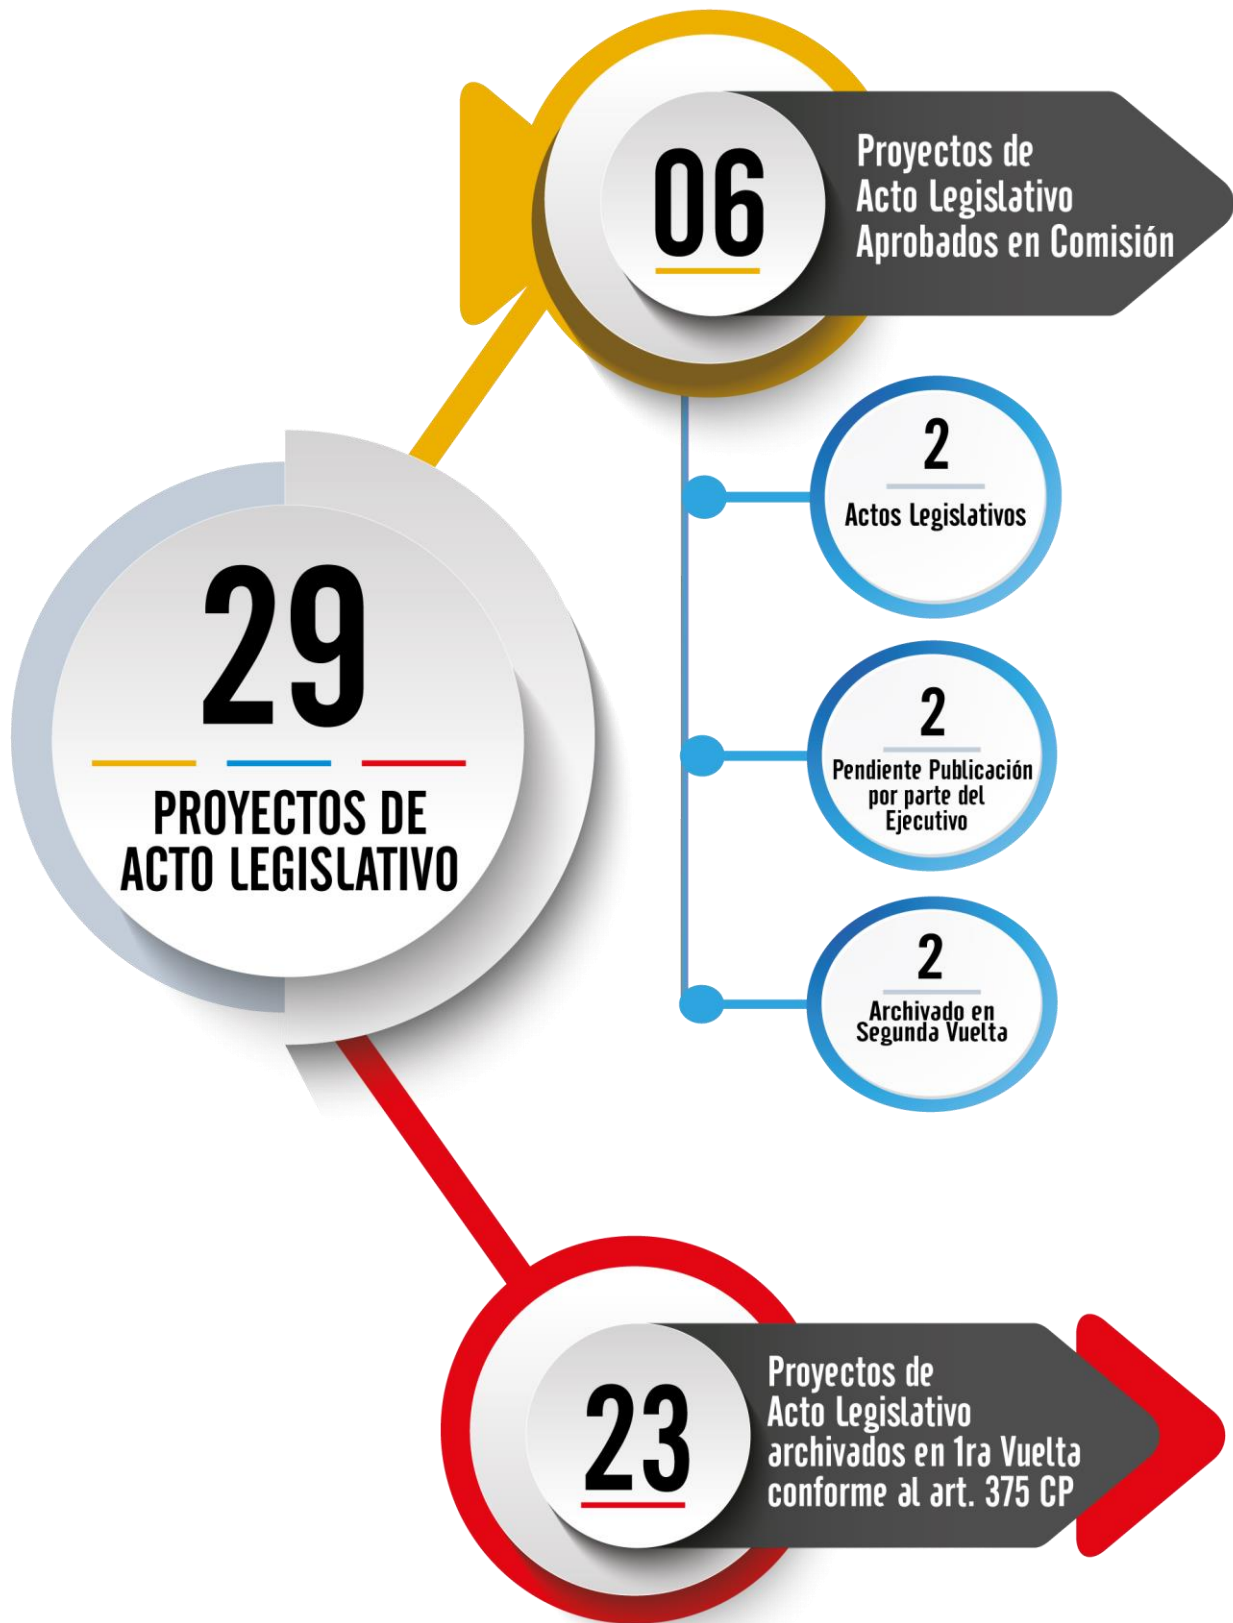 06
Proyectos de
Acto Legislativo
Aprobados en Comisión
2
Actos Legislativos
29
PROYECTOS DE
ACTO LEGISLATIVO
2
Pendiente Publicación
por parte del
Ejecutivo
2
Archivado en
Segunda Vuelta
23
Proyectos de
Acto Legislativo
archivados en 1ra Vuelta
conforme al art. 375 CP